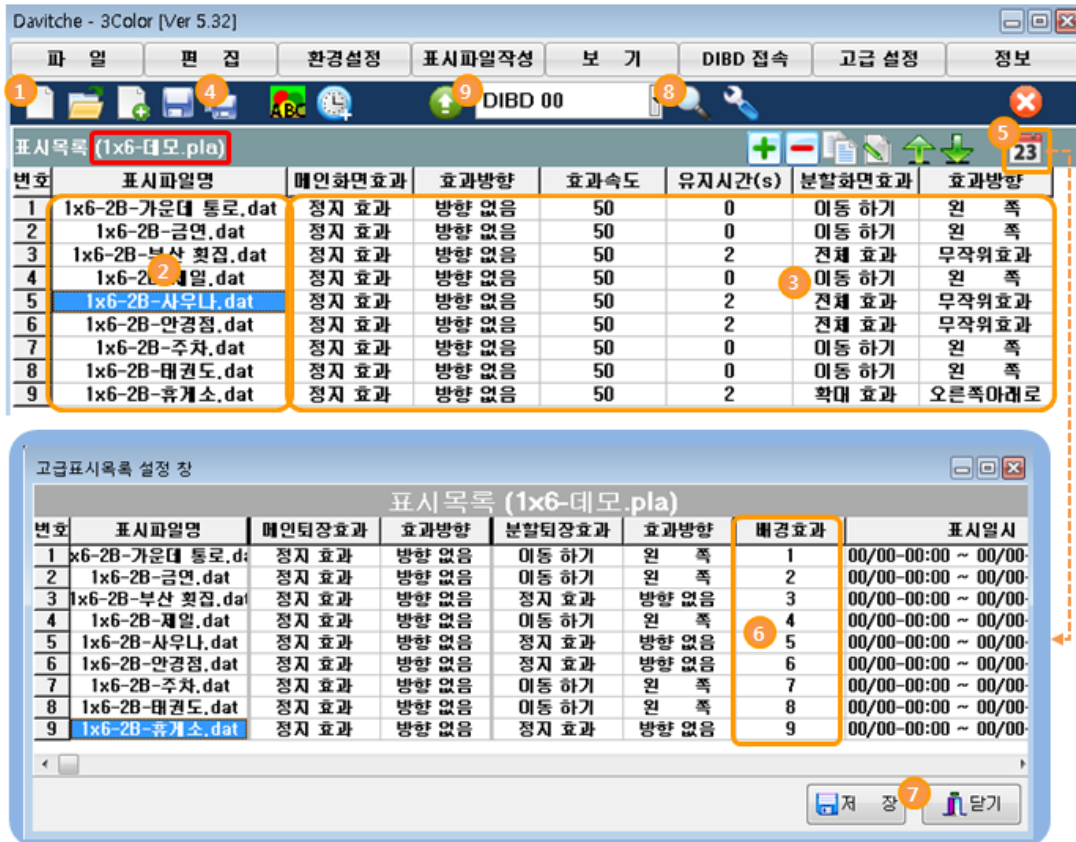 Davitche - 3Color [Ver 5.32]
파 일 편 집 환경설정 표시파일작성 보 기 DIBD 접속 고급 설정 정보
1 4 ABC 9 DIBD 00 8
표시목록 (1x6-데모.pla) 5 23
번호 표시파일명 메인화면효과 효과방향 효과속도 유지시간(s) 분할화면효과 효과방향
1 1x6-2B-가운데 통로.dat 정지 효과 방향 없음 50 0 이동 하기 왼 쪽
2 1x6-2B-금연.dat 정지 효과 방향 없음 50 0 이동 하기 왼 쪽
3 1x6-2B-부산 횟집.dat 정지 효과 방향 없음 50 2 전체 효과 무작위효과
4 1x6-2B-제일.dat 정지 효과 방향 없음 50 0 이동 하기 왼 쪽
2 3
5 1x6-2B-사우나.dat 정지 효과 방향 없음 50 2 전체 효과 무작위효과
6 1x6-2B-안경점.dat 정지 효과 방향 없음 50 2 전체 효과 무작위효과
7 1x6-2B-주차.dat 정지 효과 방향 없음 50 0 이동 하기 왼 쪽
8 1x6-2B-태권도.dat 정지 효과 방향 없음 50 0 이동 하기 왼 쪽
9 1x6-2B-휴게소.dat 정지 효과 방향 없음 50 2 확대 효과 오른쪽아래로
고급표시목록 설정 창
표시목록 (1x6-데모.pla)
번호 표시파일명 메인퇴장효과 효과방향 분할퇴장효과 효과방향 배경효과 표시일시
1 x6-2B-가운데 통로.da 정지 효과 방향 없음 이동 하기 왼 쪽 1 00/00-00:00 ~ 00/00-
2 1x6-2B-금연.dat 정지 효과 방향 없음 이동 하기 왼 쪽 2 00/00-00:00 ~ 00/00-
3 1x6-2B-부산 횟집.dat 정지 효과 방향 없음 정지 효과 방향 없음 3 00/00-00:00 ~ 00/00-
4 1x6-2B-제일.dat 정지 효과 방향 없음 이동 하기 왼 쪽 4 00/00-00:00 ~ 00/00-
6
5 1x6-2B-사우나.dat 정지 효과 방향 없음 정지 효과 방향 없음 5 00/00-00:00 ~ 00/00-
6 1x6-2B-안경점.dat 정지 효과 방향 없음 정지 효과 방향 없음 6 00/00-00:00 ~ 00/00-
7 1x6-2B-주차.dat 정지 효과 방향 없음 이동 하기 왼 쪽 7 00/00-00:00 ~ 00/00-
8 1x6-2B-태권도.dat 정지 효과 방향 없음 이동 하기 왼 쪽 8 00/00-00:00 ~ 00/00-
9 1x6-2B-휴게소.dat 정지 효과 방향 없음 정지 효과 방향 없음 9 00/00-00:00 ~ 00/00-
저 장 7 닫기